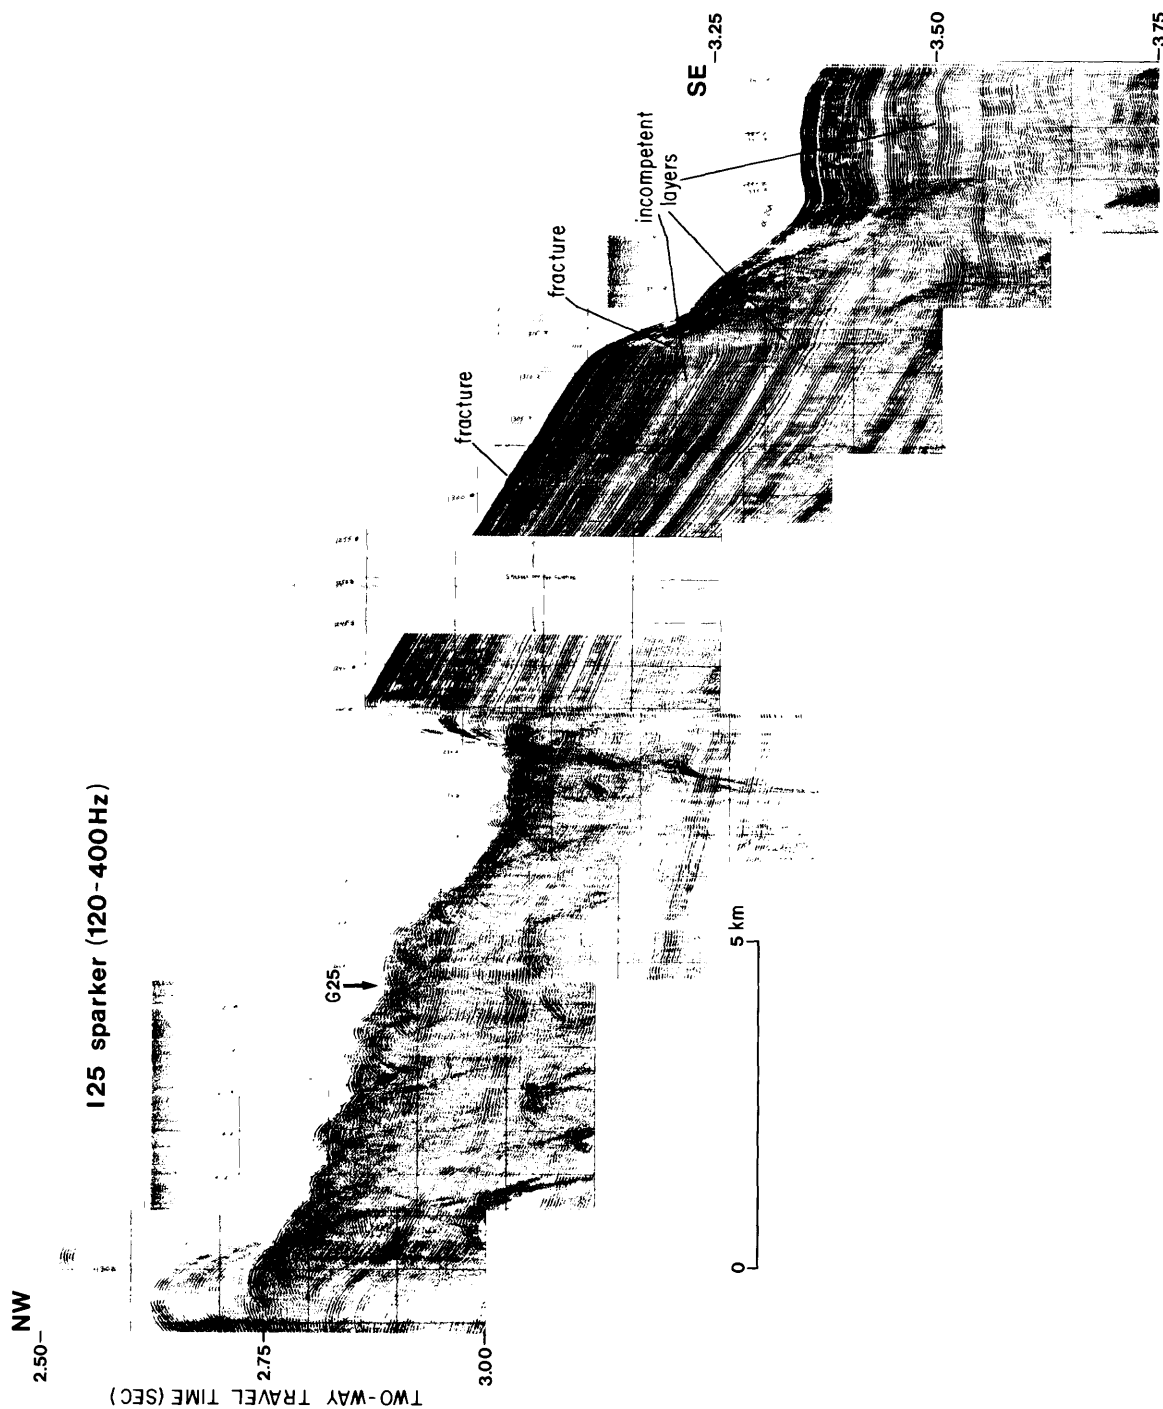 125 sparker (120-400Hz)
NW
SE
2.50
2.75
3.00
TWO-WAY TRAVEL TIME (SEC)
G25
fracture
fracture
incompetent
layers
3.25
3.50
3.75
0
5 km